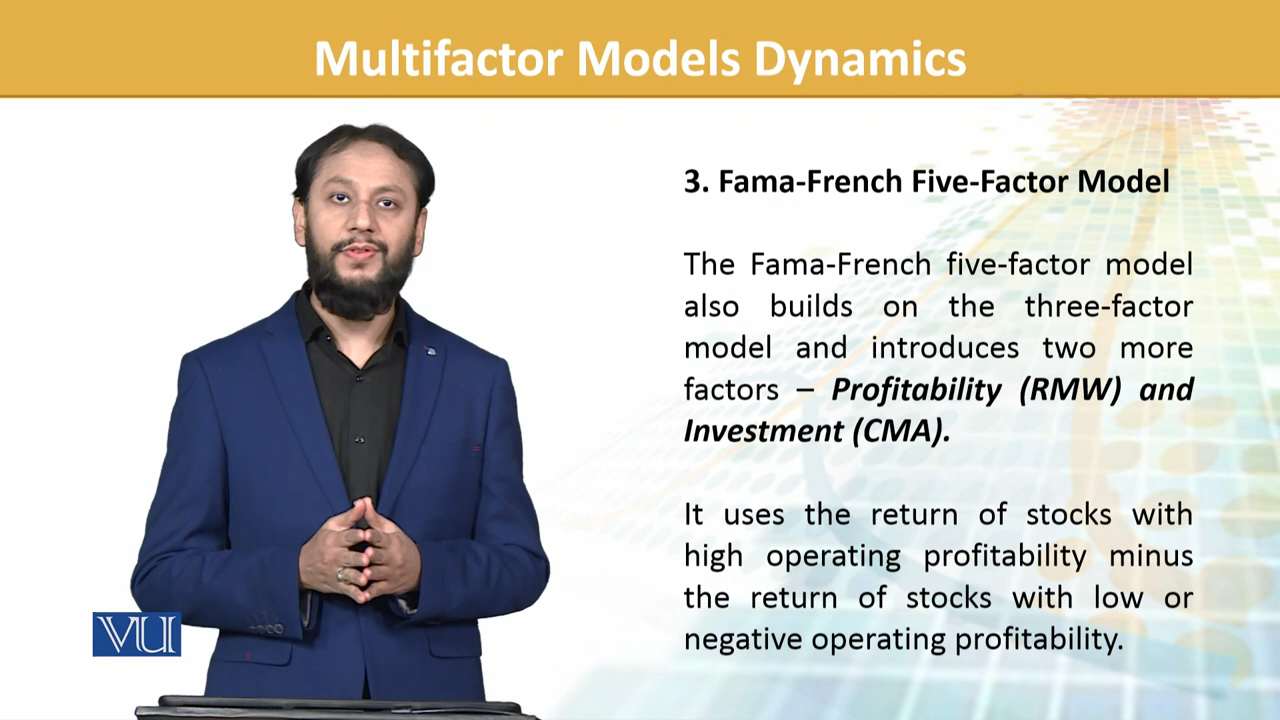 Multifactor Models Dynamics
3. Fama-French Five-Factor Model
The Fama-French five-factor model
also builds on the three-factor
model and introduces two more
factors – Profitability (RMW) and
Investment (CMA).
It uses the return of stocks with
high operating profitability minus
the return of stocks with low or
negative operating profitability.
VU